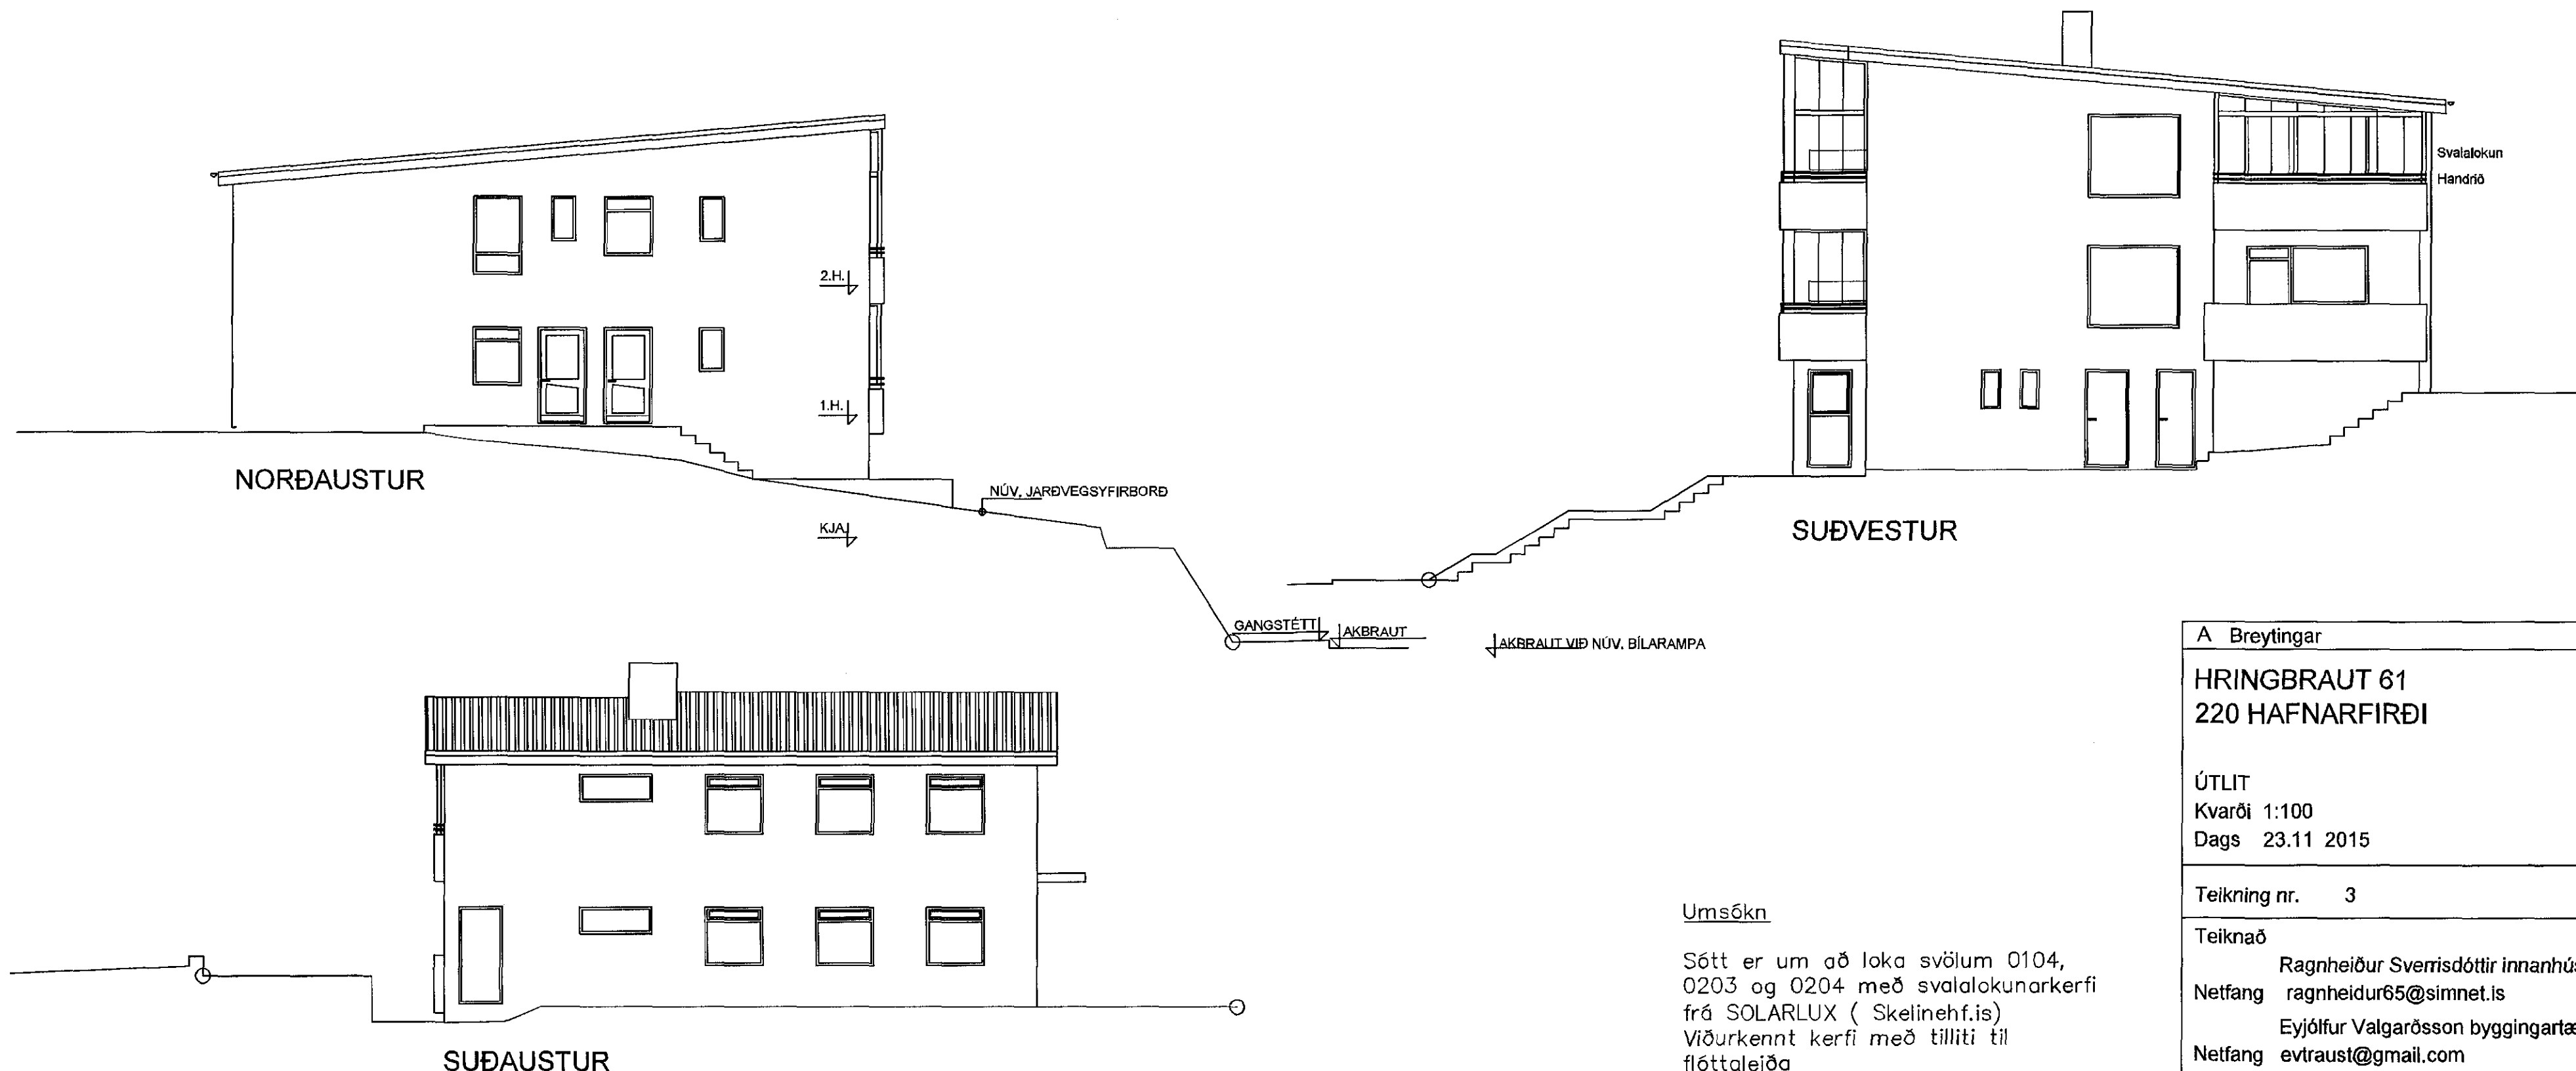 Svalalokun
Handrið
2.H.
1.H.
NORÐAUSTUR
NÚV. JARÐVEGSYFIRBORÐ
KJA
SUÐVESTUR
GANGSTÉTT
AKBRAUT
AKBRAUT VIÐ NÚV. BÍLARAMPA
SUÐAUSTUR
Umsókn
Sótt er um að loka svölum 0104,
0203 og 0204 með svalalokunarkerfi
frá SOLARLUX ( Skelinehf.is)
Viðurkennt kerfi með tilliti til
flóttaleiða
A Breytingar
HRINGBRAUT 61
220 HAFNARFIRÐI
ÚTLIT
Kvarði 1:100
Dags 23.11 2015
Teikning nr. 3
Teiknað
Ragnheiður Sverrisdóttir innanhús
Netfang ragnheidur65@simnet.is
Eyjólfur Valgarðsson byggingartæ
Netfang evtraust@gmail.com